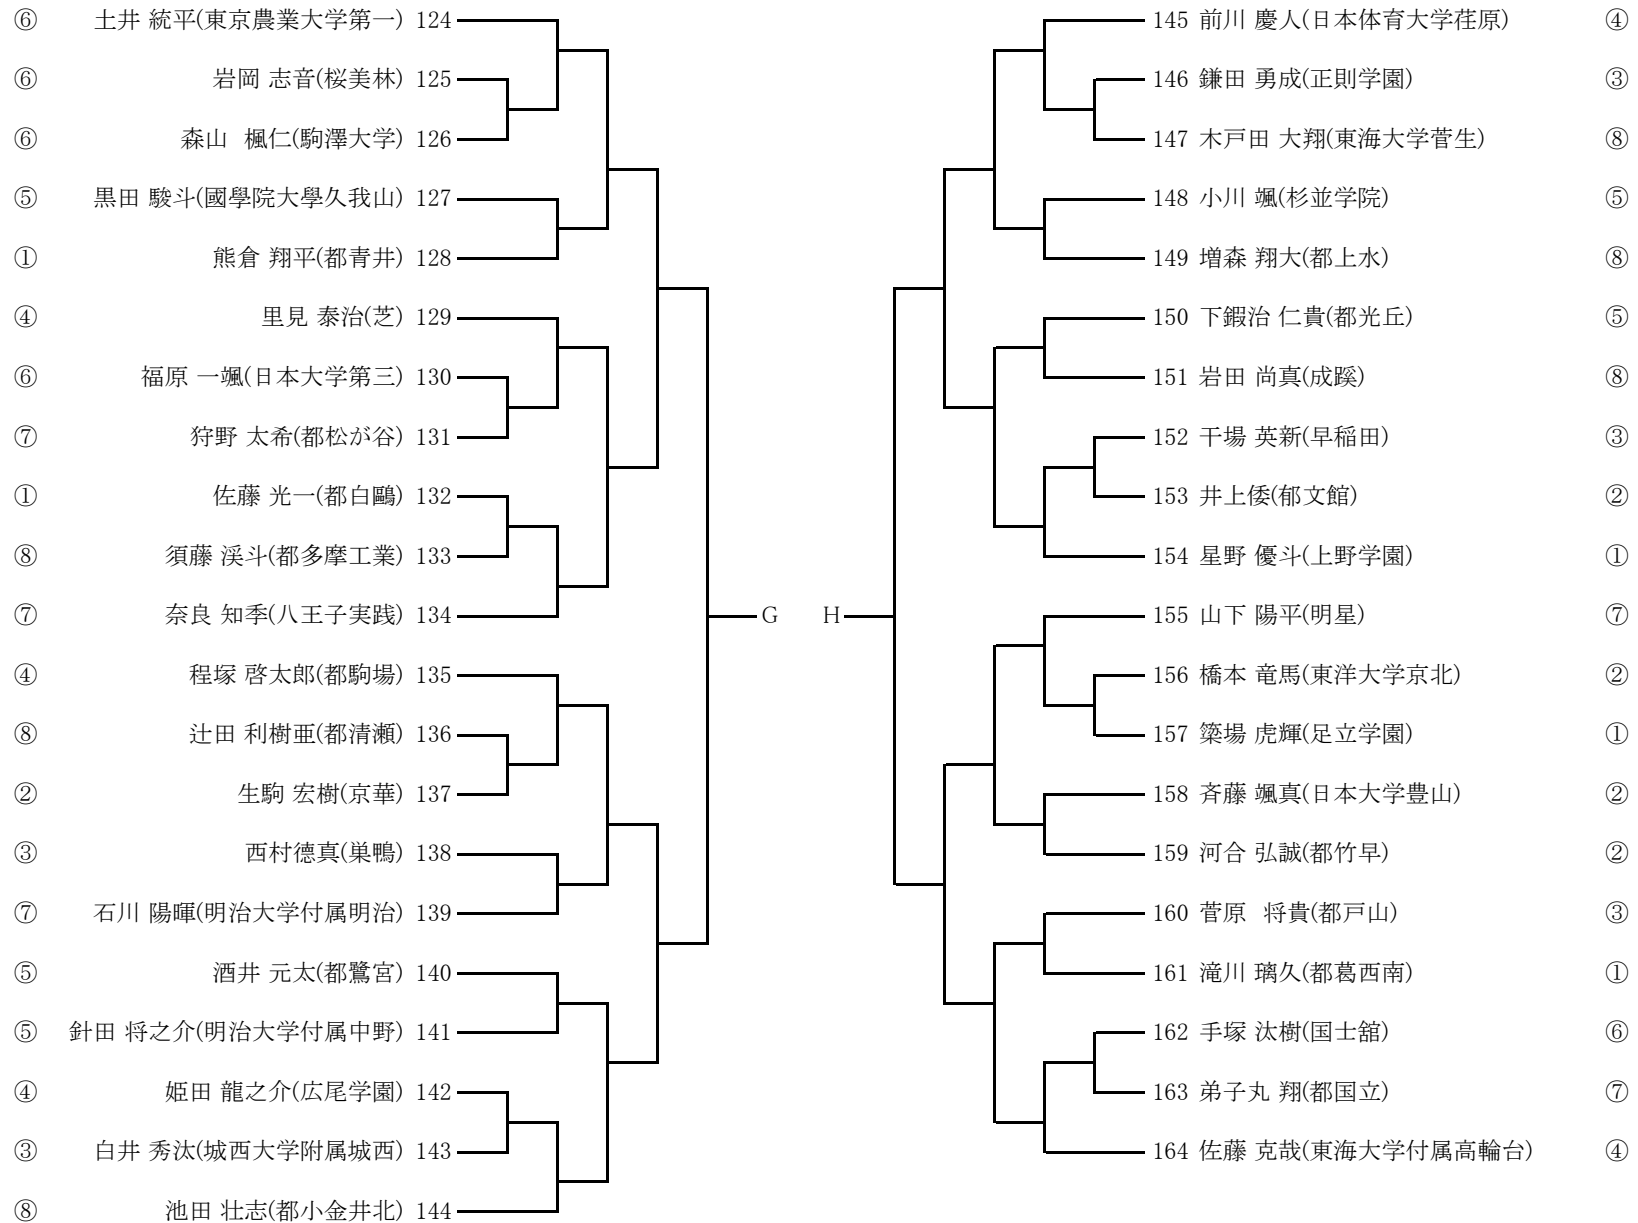 ⑥ 土井 統平(東京農業大学第一) 124
⑥ 岩岡 志音(桜美林) 125
⑥ 森山 楓仁(駒澤大学) 126
⑤ 黒田 駿斗(國學院大學久我山) 127
① 熊倉 翔平(都青井) 128
④ 里見 泰治(芝) 129
⑥ 福原 一颯(日本大学第三) 130
⑦ 狩野 太希(都松が谷) 131
① 佐藤 光一(都白鷗) 132
⑧ 須藤 渓斗(都多摩工業) 133
⑦ 奈良 知季(八王子実践) 134
④ 程塚 啓太郎(都駒場) 135
⑧ 辻田 利樹亜(都清瀬) 136
② 生駒 宏樹(京華) 137
③ 西村德真(巣鴨) 138
⑦ 石川 陽暉(明治大学付属明治) 139
⑤ 酒井 元太(都鷺宮) 140
⑤ 針田 将之介(明治大学付属中野) 141
④ 姫田 龍之介(広尾学園) 142
③ 白井 秀汰(城西大学附属城西) 143
⑧ 池田 壮志(都小金井北) 144
G
H
145 前川 慶人(日本体育大学荏原) ④
146 鎌田 勇成(正則学園) ③
147 木戸田 大翔(東海大学菅生) ⑧
148 小川 颯(杉並学院) ⑤
149 増森 翔大(都上水) ⑧
150 下鍜治 仁貴(都光丘) ⑤
151 岩田 尚真(成蹊) ⑧
152 干場 英新(早稲田) ③
153 井上倭(郁文館) ②
154 星野 優斗(上野学園) ①
155 山下 陽平(明星) ⑦
156 橋本 竜馬(東洋大学京北) ②
157 簗場 虎輝(足立学園) ①
158 斉藤 颯真(日本大学豊山) ②
159 河合 弘誠(都竹早) ②
160 菅原 将貴(都戸山) ③
161 滝川 璃久(都葛西南) ①
162 手塚 汰樹(国士舘) ⑥
163 弟子丸 翔(都国立) ⑦
164 佐藤 克哉(東海大学付属高輪台) ④